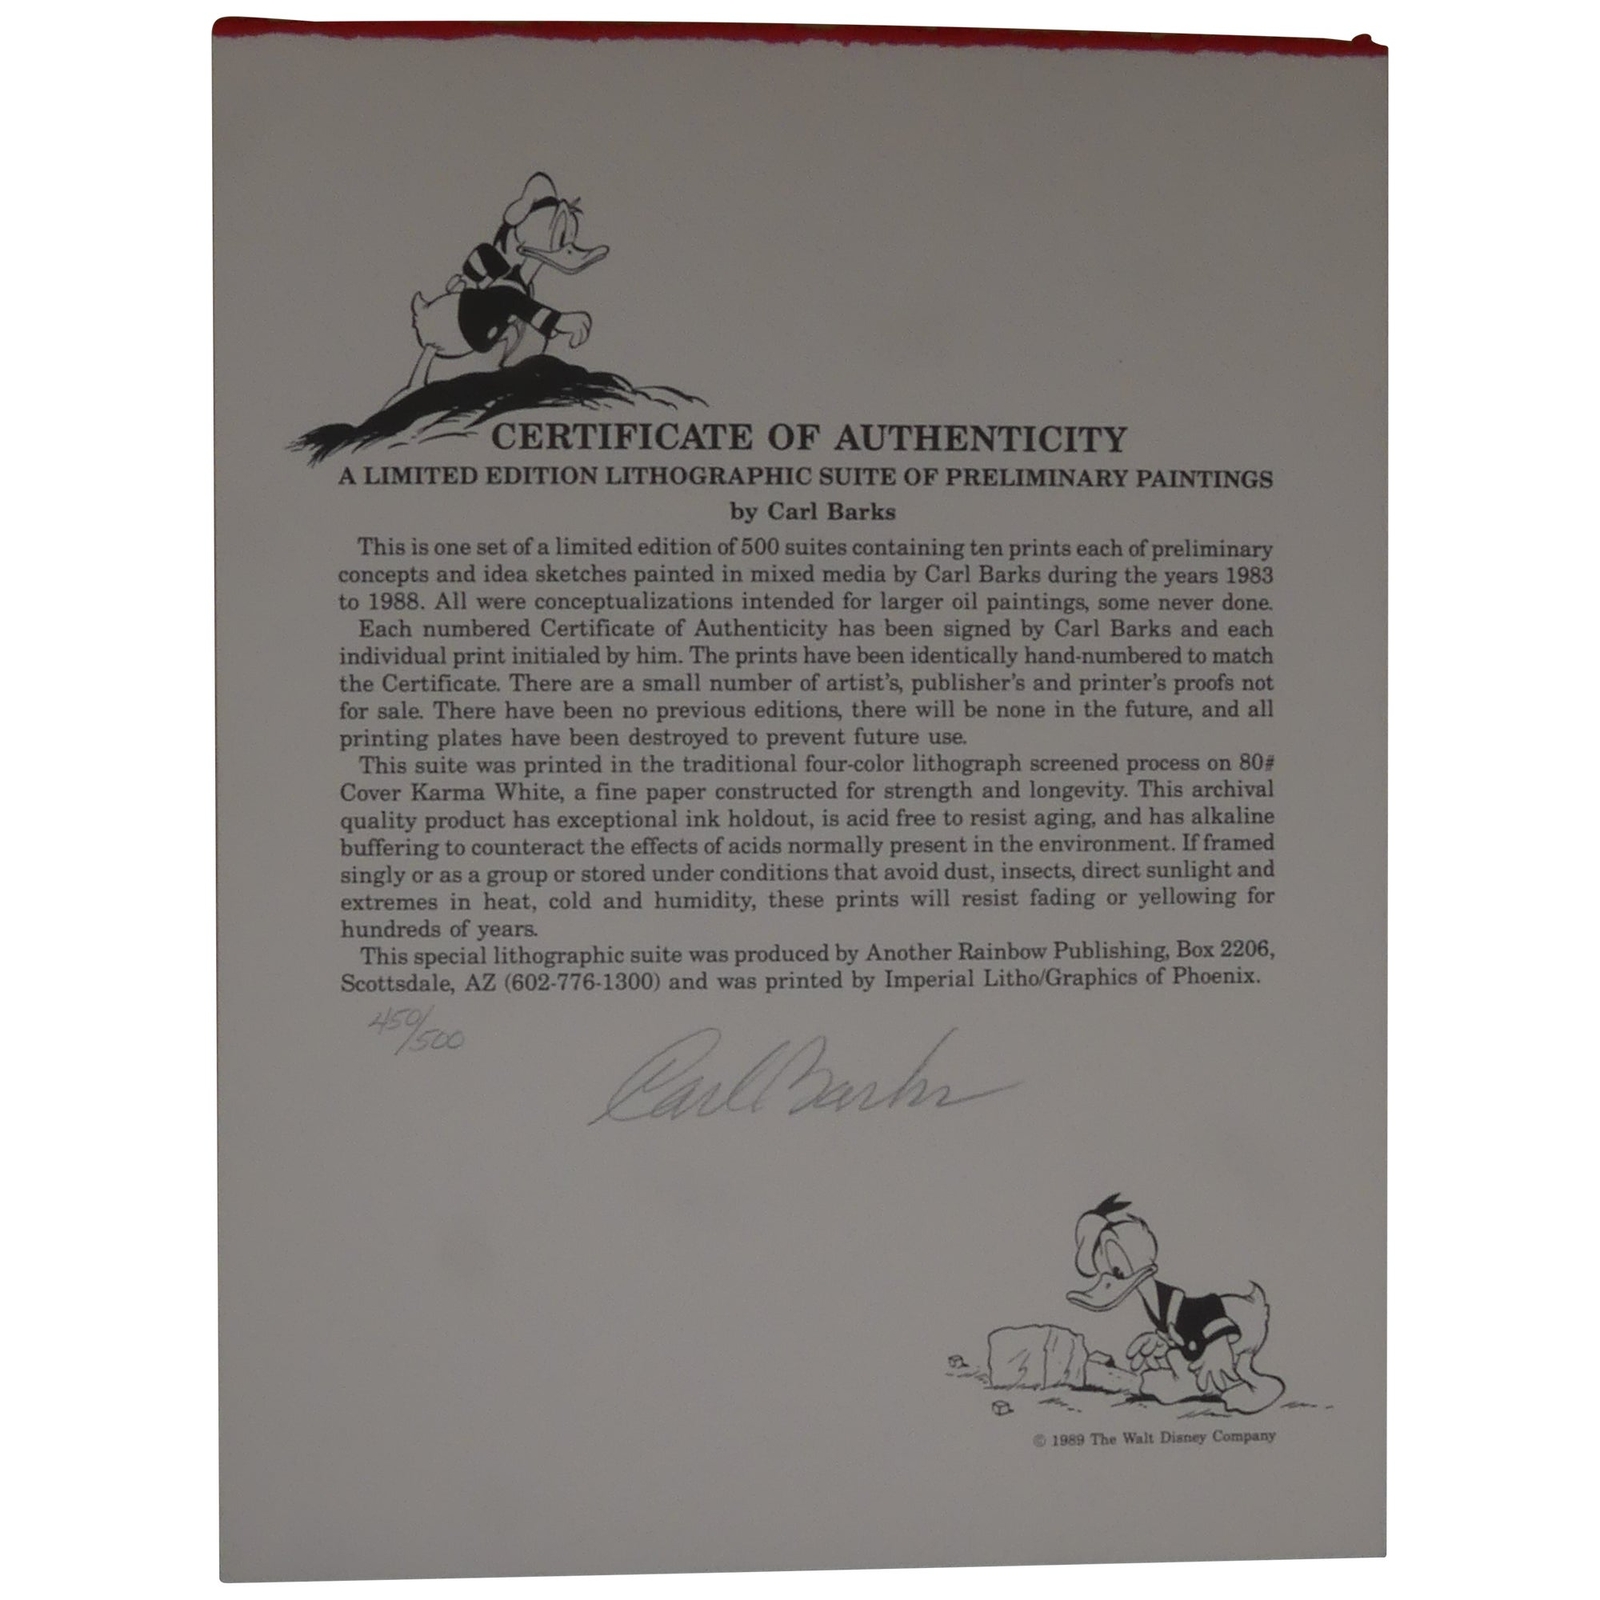 CERTIFICATE OF AUTHENTICITY
A LIMITED EDITION LITHOGRAPHIC SUITE OF PRELIMINARY PAINTINGS
by Carl Barks
This is one set of a limited edition of 500 suites containing ten prints each of preliminary
concepts and idea sketches painted in mixed media by Carl Barks during the years 1983
to 1988. All were conceptualizations intended for larger oil paintings, some never done.
Each numbered Certificate of Authenticity has been signed by Carl Barks and each
individual print initialed by him. The prints have been identically hand-numbered to match
the Certificate. There are a small number of artist's, publisher's and printer's proofs not
for sale. There have been no previous editions, there will be none in the future, and all
printing plates have been destroyed to prevent future use.
This suite was printed in the traditional four-color lithograph screened process on 80#
Cover Karma White, a fine paper constructed for strength and longevity. This archival
quality product has exceptional ink holdout, is acid free to resist aging, and has alkaline
buffering to counteract the effects of acids normally present in the environment. If framed
singly or as a group or stored under conditions that avoid dust, insects, direct sunlight and
extremes in heat, cold and humidity, these prints will resist fading or yellowing for
hundreds of years.
This special lithographic suite was produced by Another Rainbow Publishing, Box 2206,
Scottsdale, AZ (602-776-1300) and was printed by Imperial Litho/Graphics of Phoenix.
450/500
Carl Barks
© 1989 The Walt Disney Company